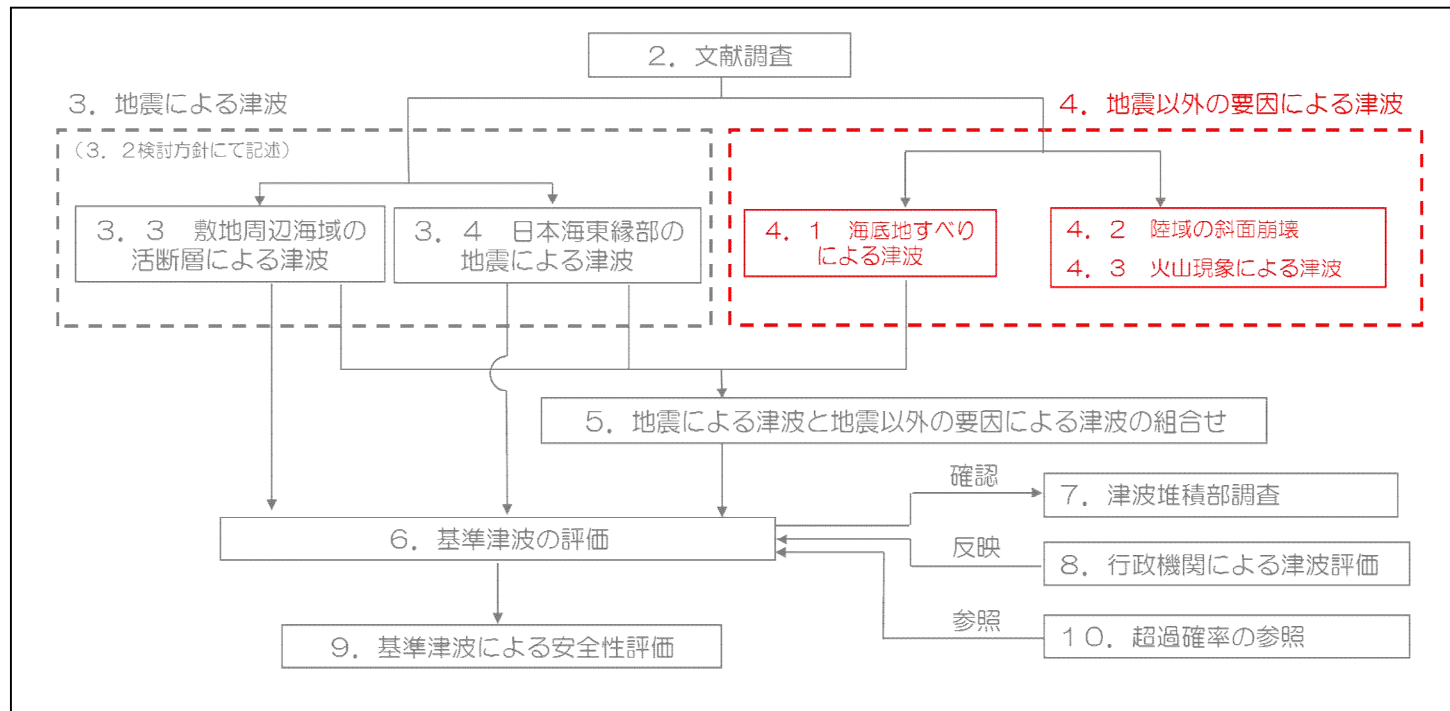 ２．文献調査
３．地震による津波
（３．２検討方針にて記述）
３．３　敷地周辺海域の
活断層による津波
３．４　日本海東縁部の
地震による津波
４．地震以外の要因による津波
４．１　海底地すべり
による津波
４．２　陸域の斜面崩壊
４．３　火山現象による津波
５．地震による津波と地震以外の要因による津波の組合せ
６．基準津波の評価
確認
７．津波堆積部調査
反映
８．行政機関による津波評価
参照
１０．超過確率の参照
９．基準津波による安全性評価